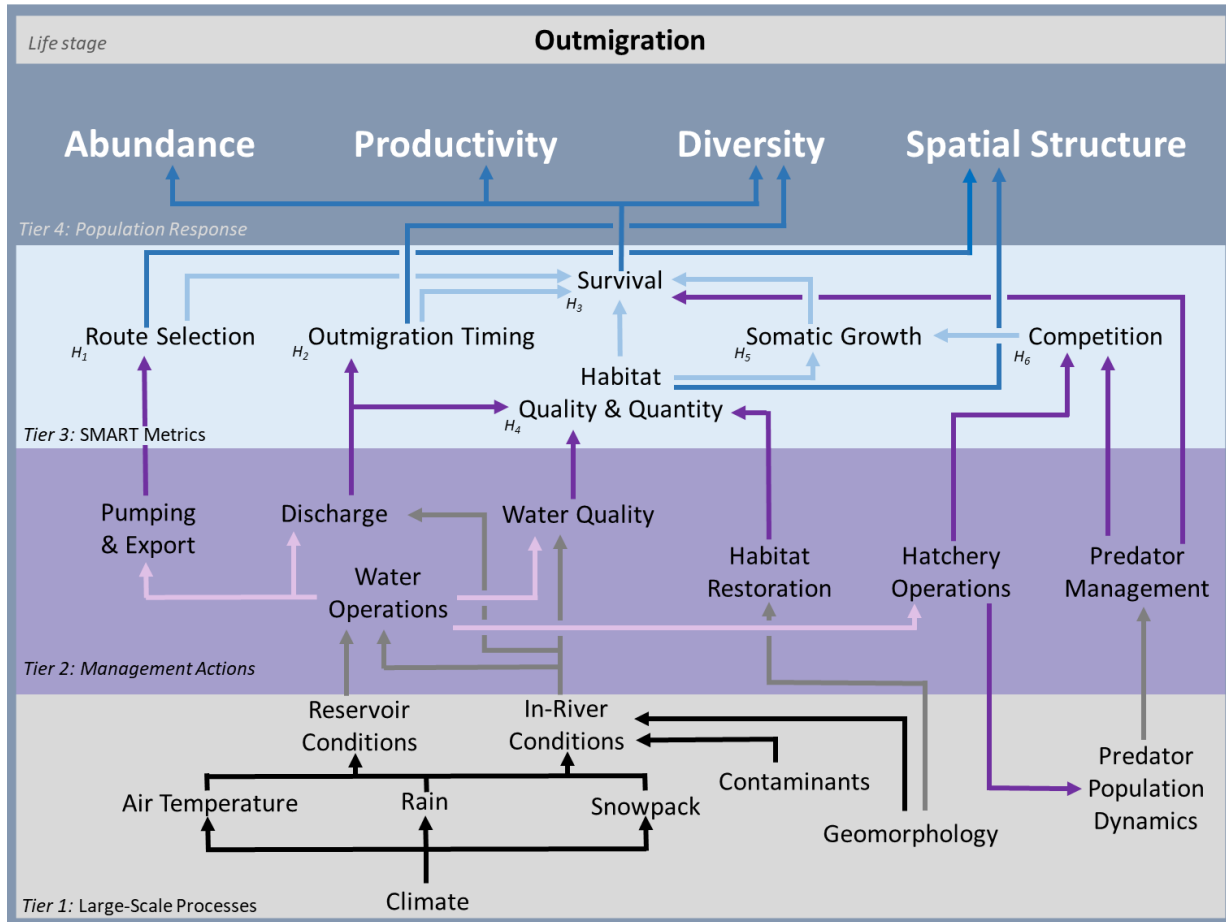 Life stage
Outmigration
Abundance
Productivity
Diversity
Spatial Structure
Tier 4: Population Response
Survival
H3
Route Selection
H1
Outmigration Timing
H2
Somatic Growth
H5
Competition
H6
Habitat
Quality & Quantity
H4
Tier 3: SMART Metrics
Pumping
& Export
Discharge
Water Quality
Water
Operations
Habitat
Restoration
Hatchery
Operations
Predator
Management
Tier 2: Management Actions
Reservoir
Conditions
In-River
Conditions
Contaminants
Predator
Population
Dynamics
Air Temperature
Rain
Snowpack
Geomorphology
Climate
Tier 1: Large-Scale Processes